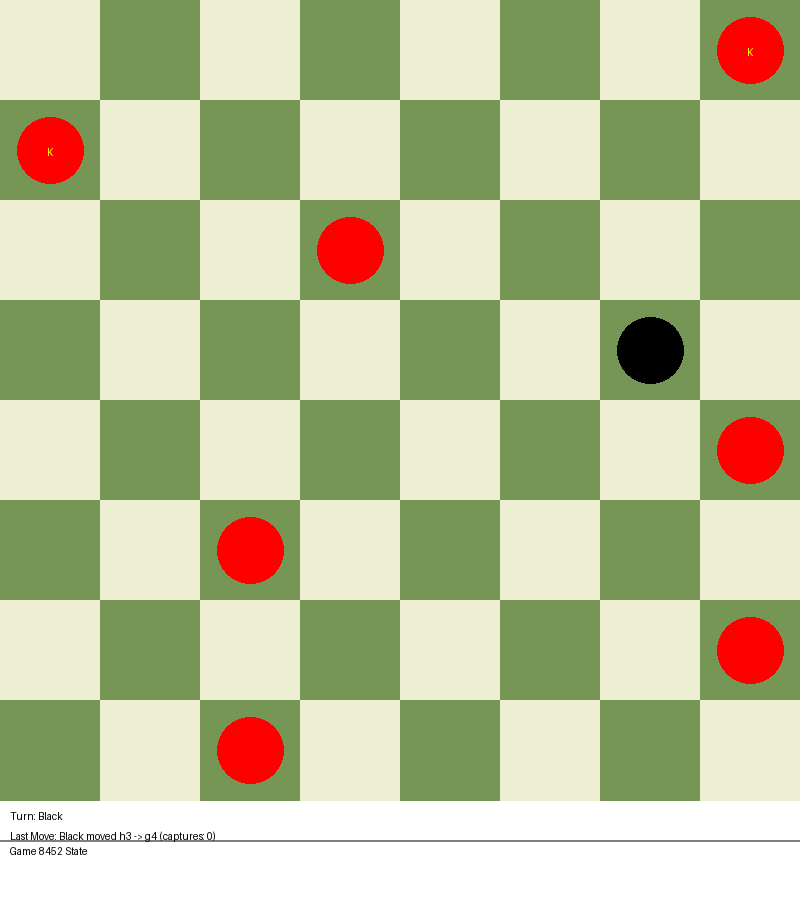 K
K
Turn: Black
Last Move: Black moved h3 -> g4 (captures: 0)
Game 8452 State